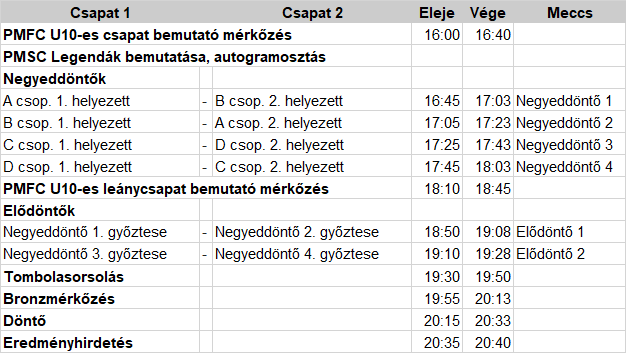 Csapat 1 Csapat 2 Eleje Vége Meccs
PMFC U10-es csapat bemutató mérkőzés 16:00 16:40
PMSC Legendák bemutatása, autogramosztás
Negyeddöntők
A csop. 1. helyezett - B csop. 2. helyezett 16:45 17:03 Negyeddöntő 1
B csop. 1. helyezett - A csop. 2. helyezett 17:05 17:23 Negyeddöntő 2
C csop. 1. helyezett - D csop. 2. helyezett 17:25 17:43 Negyeddöntő 3
D csop. 1. helyezett - C csop. 2. helyezett 17:45 18:03 Negyeddöntő 4
PMFC U10-es leánycsapat bemutató mérkőzés 18:10 18:45
Elődöntők
Negyeddöntő 1. győztese - Negyeddöntő 2. győztese 18:50 19:08 Elődöntő 1
Negyeddöntő 3. győztese - Negyeddöntő 4. győztese 19:10 19:28 Elődöntő 2
Tombolasorsolás 19:30 19:50
Bronzmérkőzés 19:55 20:13
Döntő 20:15 20:33
Eredményhirdetés 20:35 20:40